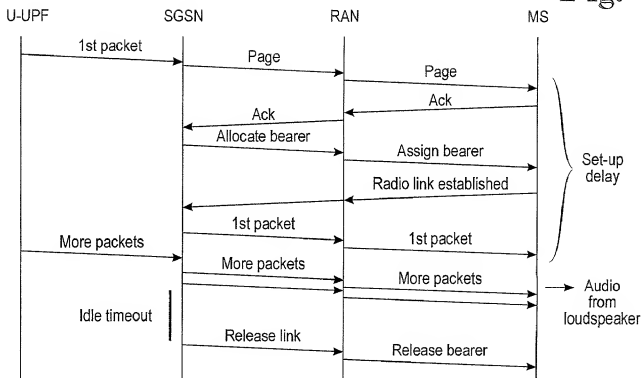 U-UPF SGSN RAN MS
1st packet
Page
Page
Ack
Ack
Allocate bearer
Assign bearer
Set-up
delay
Radio link established
1st packet
1st packet
More packets
More packets
More packets
Audio
from
loudspeaker
Idle timeout
Release link
Release bearer